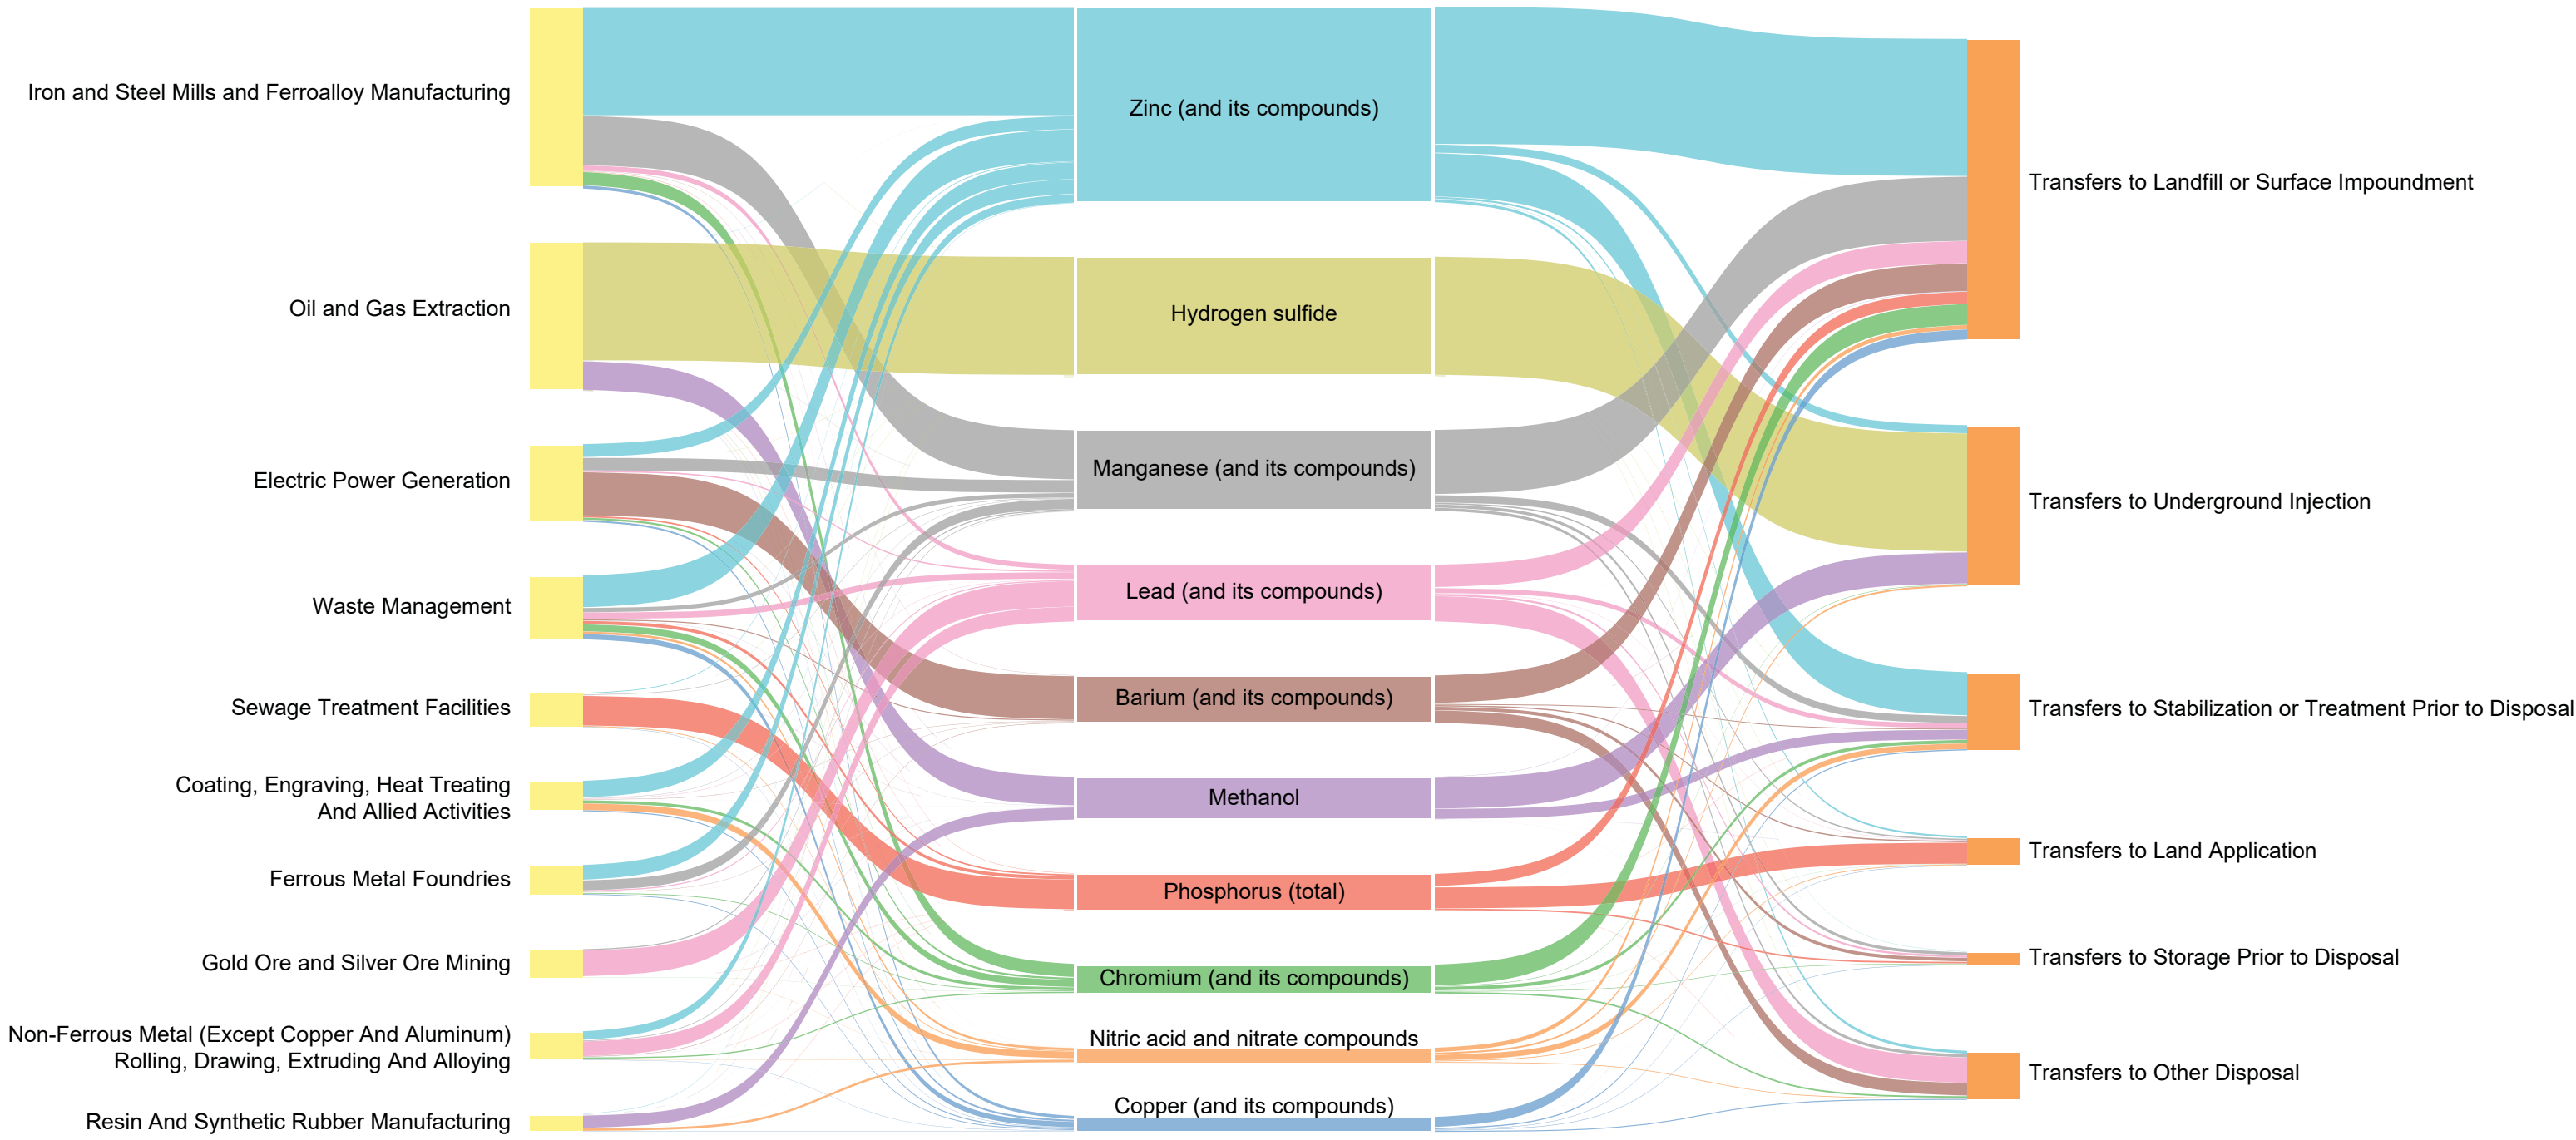 Iron and Steel Mills and Ferroalloy Manufacturing
Oil and Gas Extraction
Electric Power Generation
Waste Management
Sewage Treatment Facilities
Coating, Engraving, Heat Treating
And Allied Activities
Ferrous Metal Foundries
Gold Ore and Silver Ore Mining
Non-Ferrous Metal (Except Copper And Aluminum)
Rolling, Drawing, Extruding And Alloying
Resin And Synthetic Rubber Manufacturing
Zinc (and its compounds)
Hydrogen sulfide
Manganese (and its compounds)
Lead (and its compounds)
Barium (and its compounds)
Methanol
Phosphorus (total)
Chromium (and its compounds)
Nitric acid and nitrate compounds
Copper (and its compounds)
Transfers to Landfill or Surface Impoundment
Transfers to Underground Injection
Transfers to Stabilization or Treatment Prior to Disposal
Transfers to Land Application
Transfers to Storage Prior to Disposal
Transfers to Other Disposal